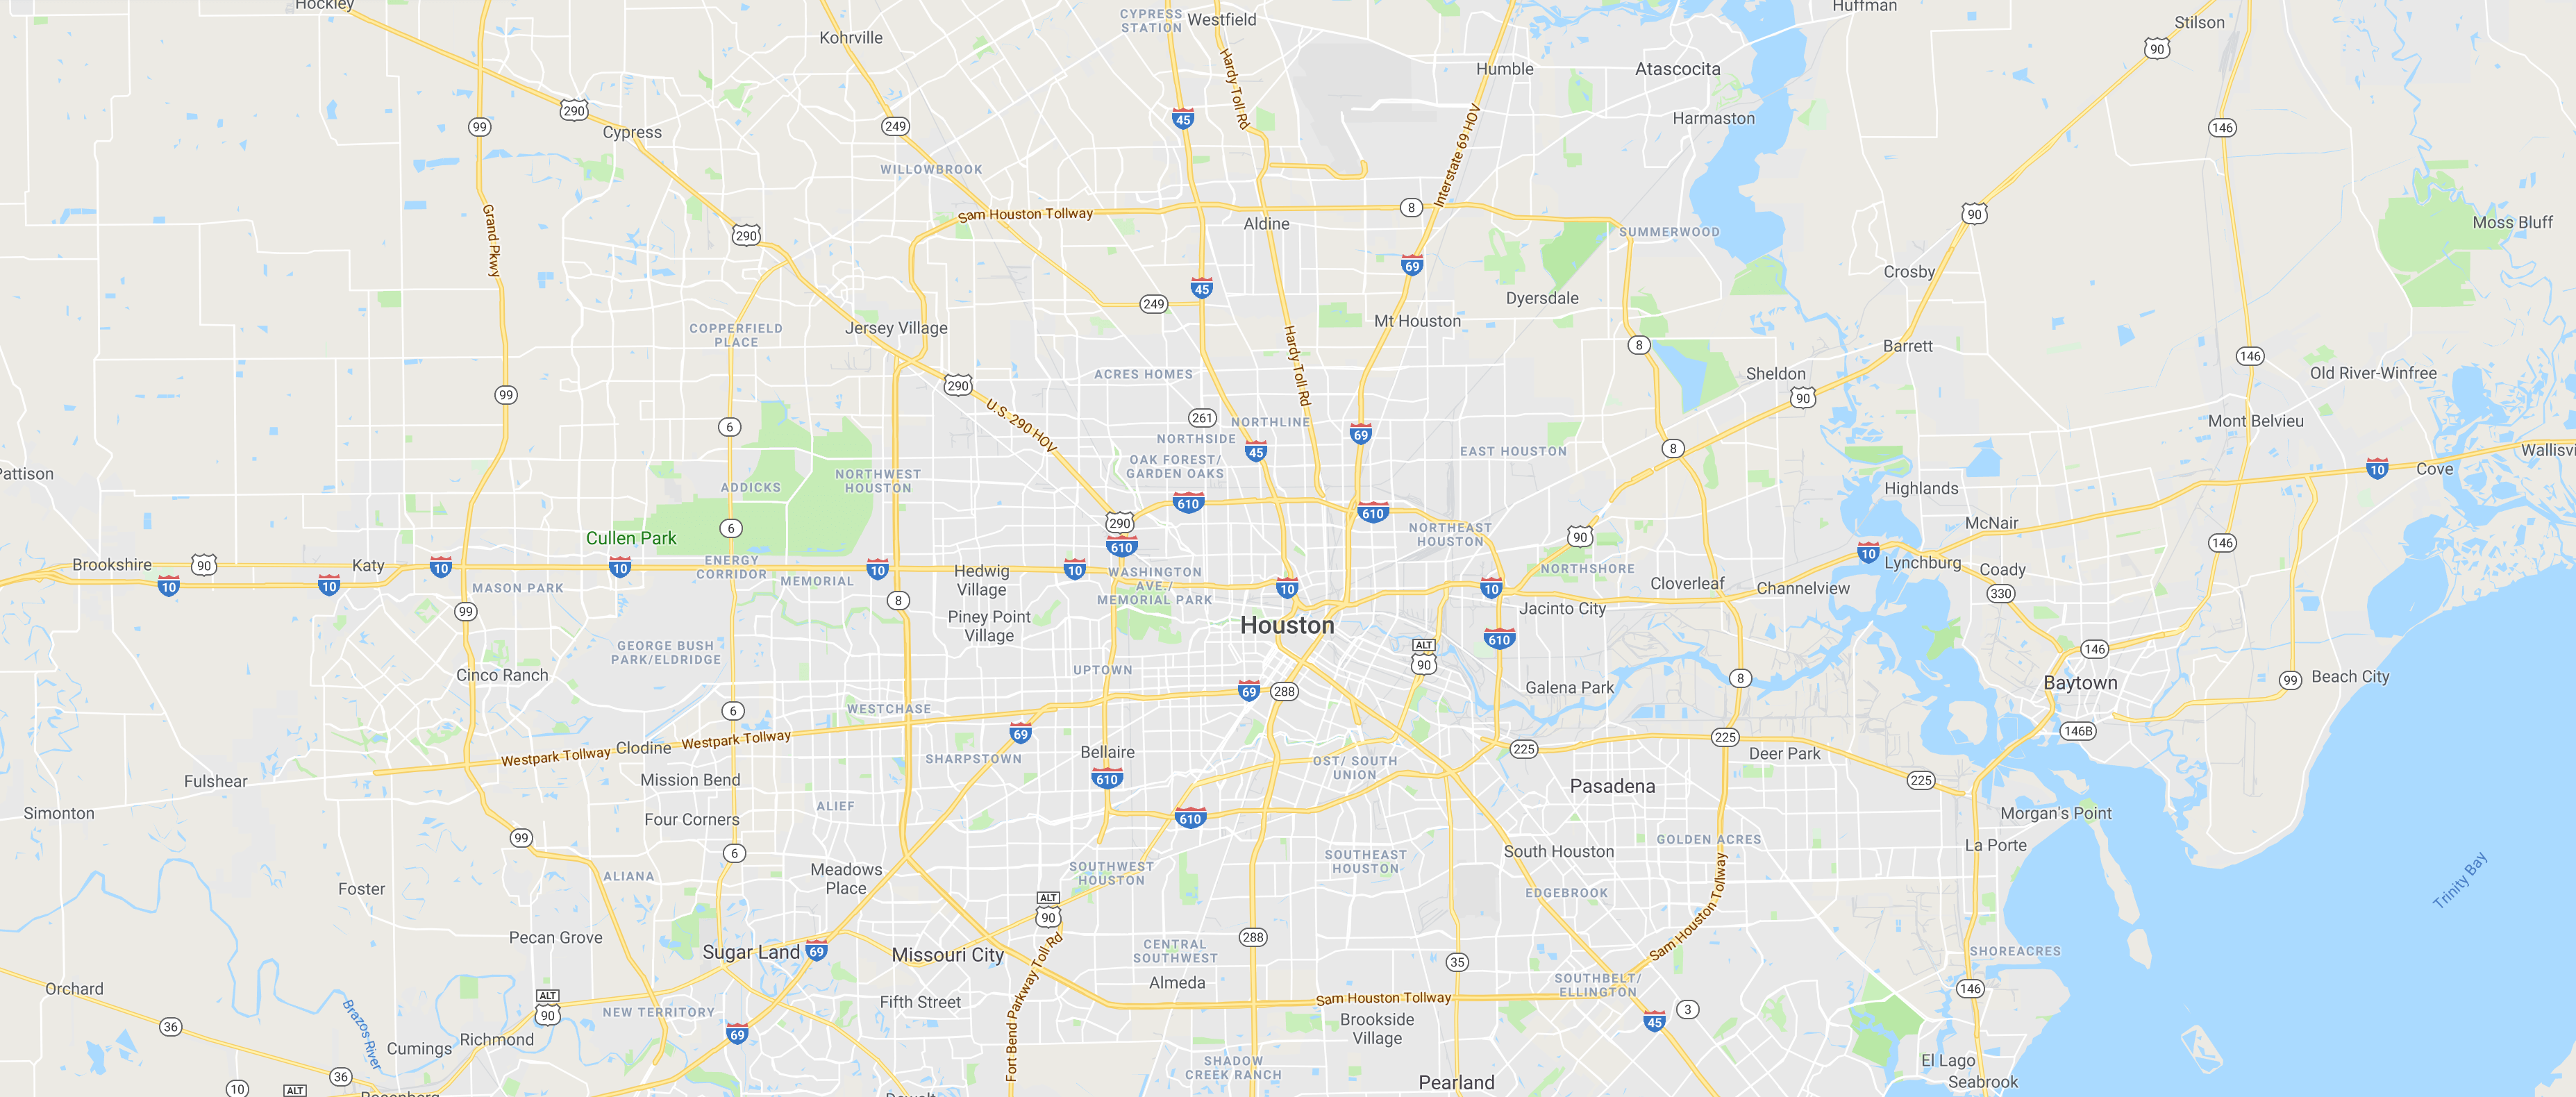 Hockley
Kohrville
CYPRESS
STATION
Westfield
Humble
Atascocita
Huffman
Stilson
90
Hardy Toll Rd
Interstate 69 HOV
290
99
Cypress
249
45
Harmaston
146
WILLOWBROOK
Sam Houston Tollway
8
Aldine
SUMMERWOOD
90
Moss Bluff
Grand Pkwy
290
69
Crosby
45
249
Dyersdale
COPPERFIELD
PLACE
Jersey Village
Mt Houston
8
Barrett
146
Hardy Toll Rd
ACRES HOMES
Sheldon
Old River-Winfree
99
290
90
U.S. 290 HOV
261
NORTHLINE
Mont Belvieu
6
NORTHSIDE
45
69
EAST HOUSTON
8
Wallisvi
OAK FOREST/
GARDEN OAKS
Pattison
NORTHWEST
HOUSTON
10
Cove
ADDICKS
Highlands
610
610
290
McNair
6
Cullen Park
NORTHEAST
HOUSTON
90
146
610
10
Brookshire
90
Katy
10
10
ENERGY
CORRIDOR
10
Hedwig
Village
10
WASHINGTON
AVE./
MEMORIAL PARK
NORTHSHORE
Lynchburg
Coady
10
10
MASON PARK
MEMORIAL
10
10
Cloverleaf
Channelview
330
99
8
Piney Point
Village
Jacinto City
Houston
610
GEORGE BUSH
PARK/ELDRIDGE
ALT
90
146
Cinco Ranch
UPTOWN
8
Baytown
99
Beach City
69
288
Galena Park
6
WESTCHASE
69
146B
Westpark Tollway
Clodine
Westpark Tollway
225
225
Deer Park
Bellaire
SHARPSTOWN
OST/ SOUTH
UNION
Fulshear
Mission Bend
610
Pasadena
225
Simonton
Four Corners
ALIEF
610
Morgan's Point
99
6
South Houston
GOLDEN ACRES
La Porte
Meadows
Place
SOUTHWEST
HOUSTON
SOUTHEAST
HOUSTON
Foster
ALIANA
EDGEBROOK
Trinity Bay
ALT
90
Sam Houston Tollway
Pecan Grove
Sugar Land
69
Missouri City
288
CENTRAL
SOUTHWEST
SHOREACRES
35
Almeda
SOUTHBELT/
ELLINGTON
Orchard
146
Fort Bend Parkway Toll Rd
ALT
90
Fifth Street
Sam Houston Tollway
3
NEW TERRITORY
36
Brazos River
69
Brookside
Village
45
Richmond
Cumings
SHADOW
CREEK RANCH
El Lago
36
10
ALT
Pearland
Seabrook
Rosenberg
Dewalt